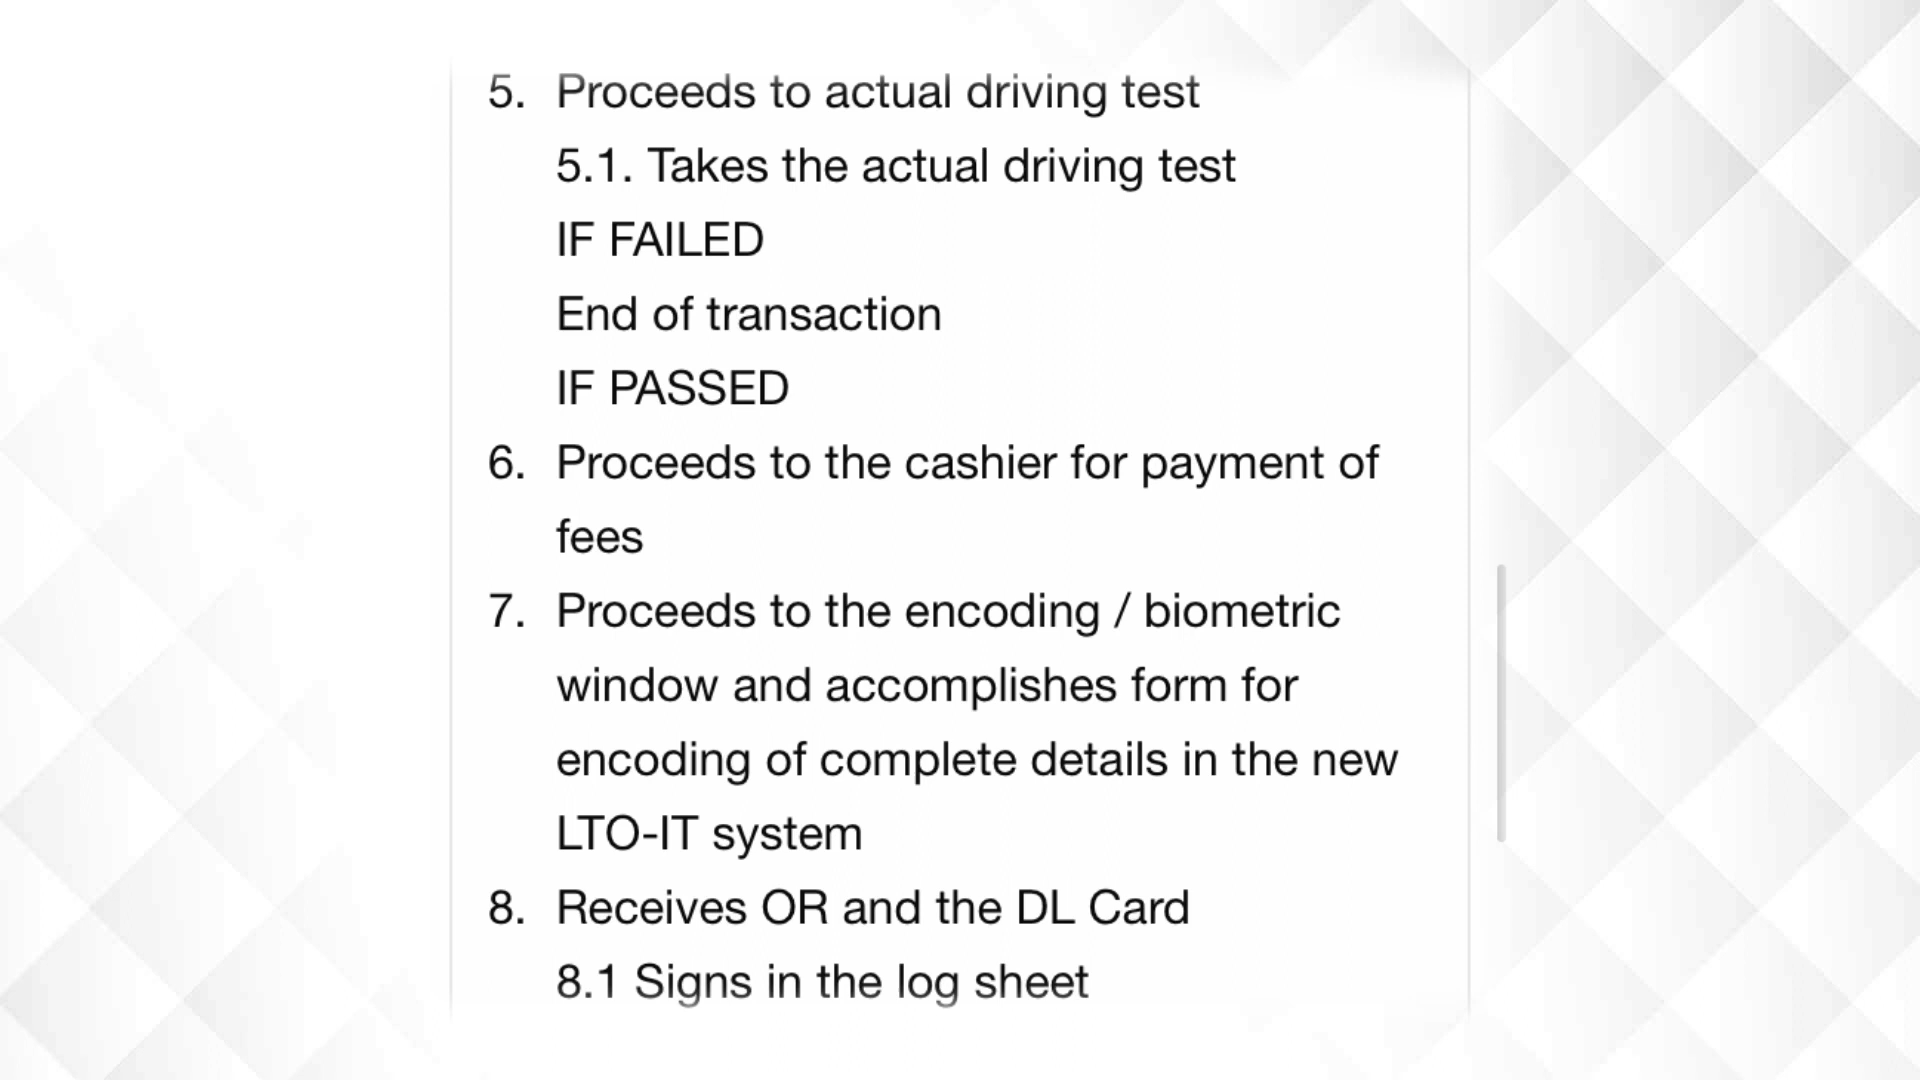 5. Proceeds to actual driving test
5.1. Takes the actual driving test
IF FAILED
End of transaction
IF PASSED
6. Proceeds to the cashier for payment of
fees
7. Proceeds to the encoding / biometric
window and accomplishes form for
encoding of complete details in the new
LTO-IT system
8. Receives OR and the DL Card
8.1 Signs in the log sheet